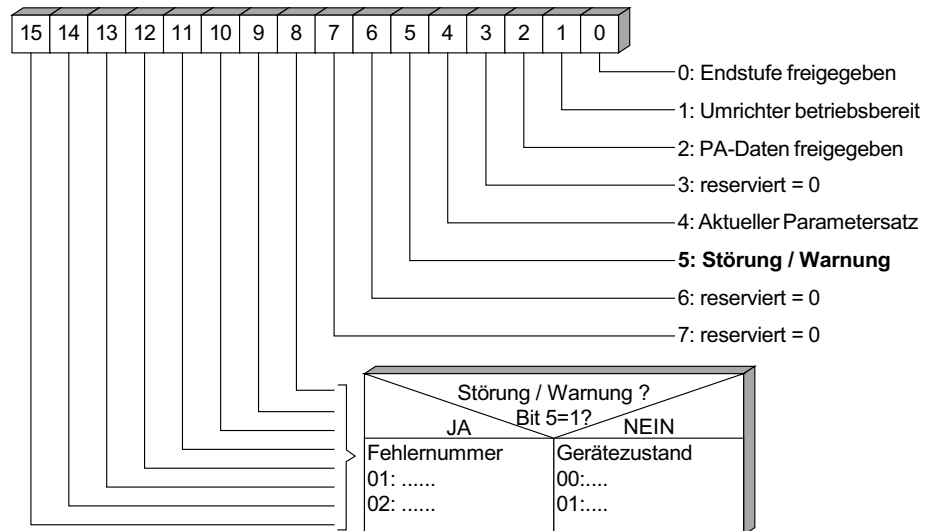 15 14 13 12 11 10 9 8 7 6 5 4 3 2 1 0
0: Endstufe freigegeben
1: Umrichter betriebsbereit
2: PA-Daten freigegeben
3: reserviert = 0
4: Aktueller Parametersatz
5: Störung / Warnung
6: reserviert = 0
7: reserviert = 0
Störung / Warnung ?
Bit 5=1?
JA NEIN
Fehlernummer Gerätezustand
01: ...... 00:....
02: ...... 01:....